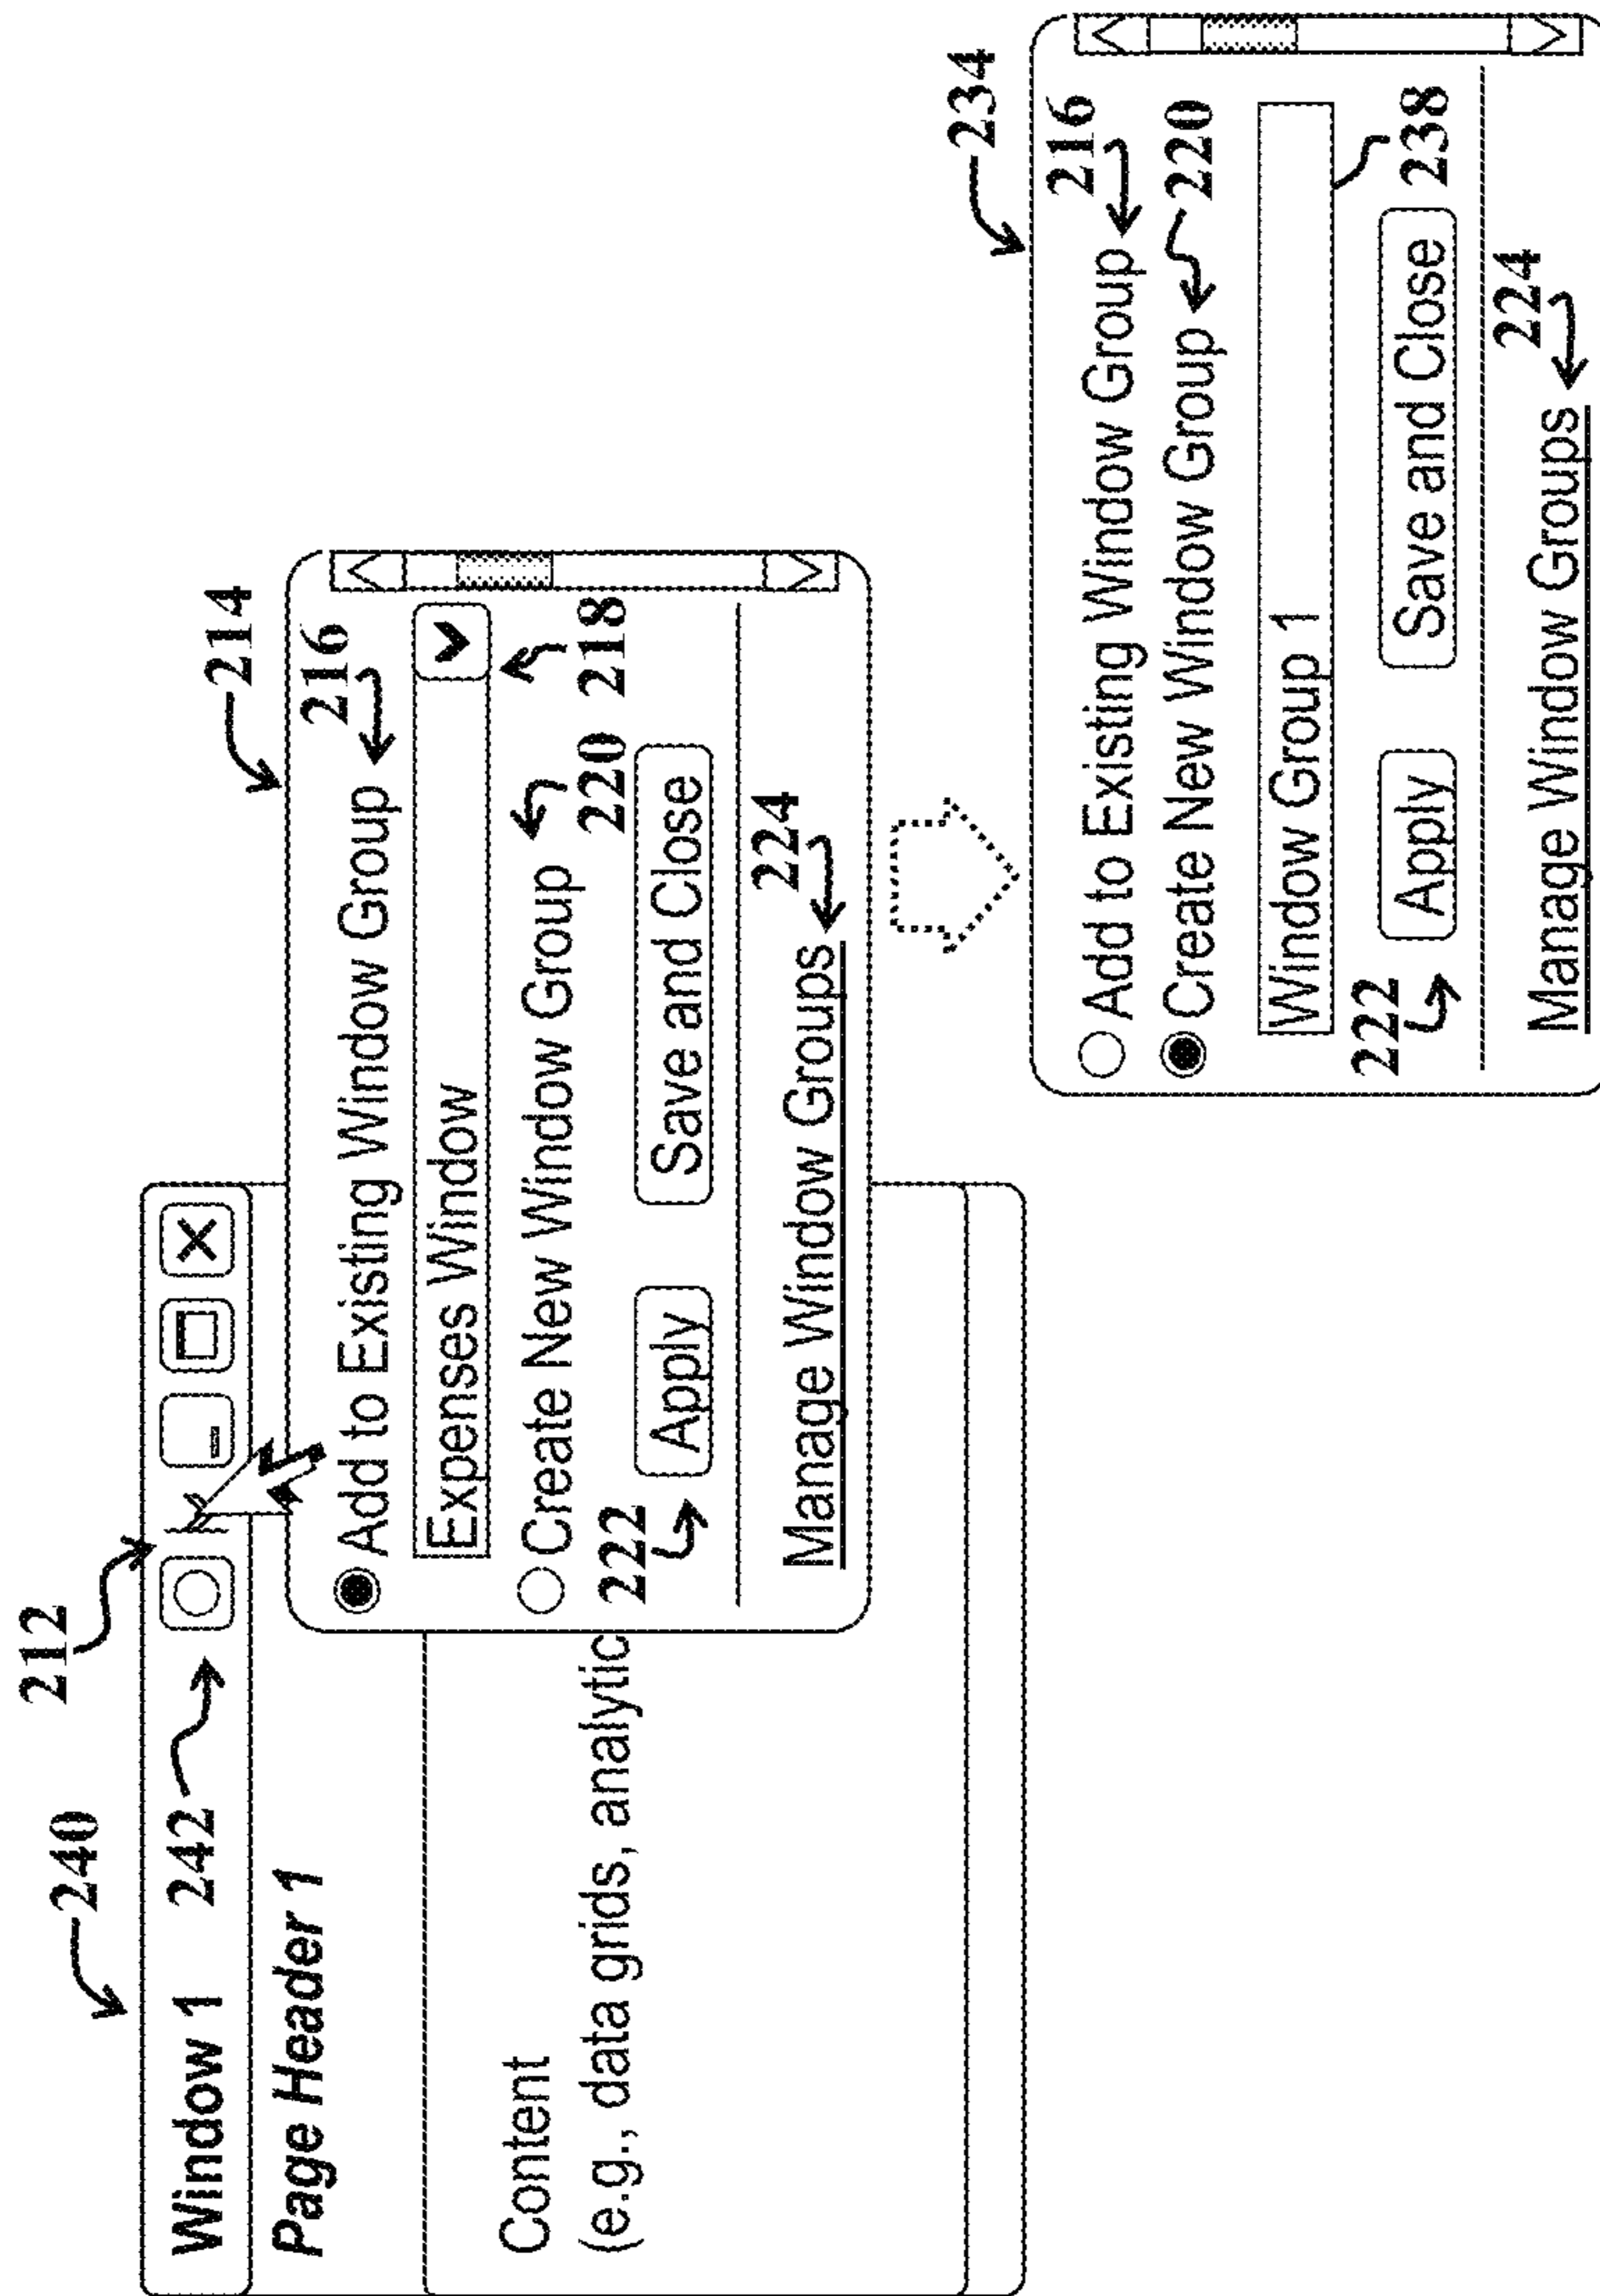 240
212
Window 1 242
Page Header 1
Content
(e.g., data grids, analytic
214
Add to Existing Window Group 216
Expenses Window
218
Create New Window Group 220
222 Apply Save and Close
Manage Window Groups 224
234
Add to Existing Window Group 216
Create New Window Group 220
Window Group 1
238
222 Apply Save and Close
Manage Window Groups 224